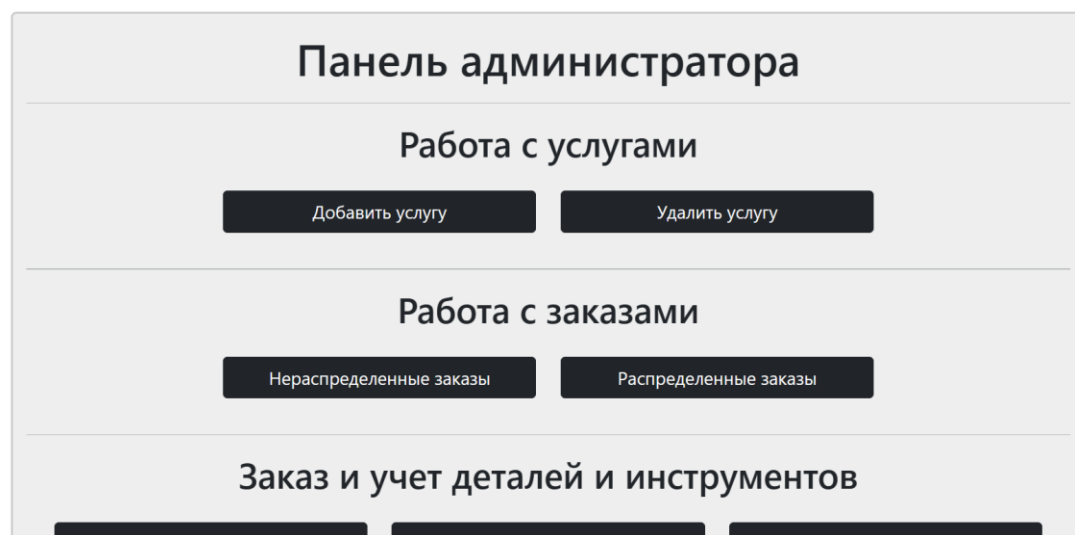 Панель администратора
Работа с услугами
Добавить услугу
Удалить услугу
Работа с заказами
Нераспределенные заказы
Распределенные заказы
Заказ и учет деталей и инструментов